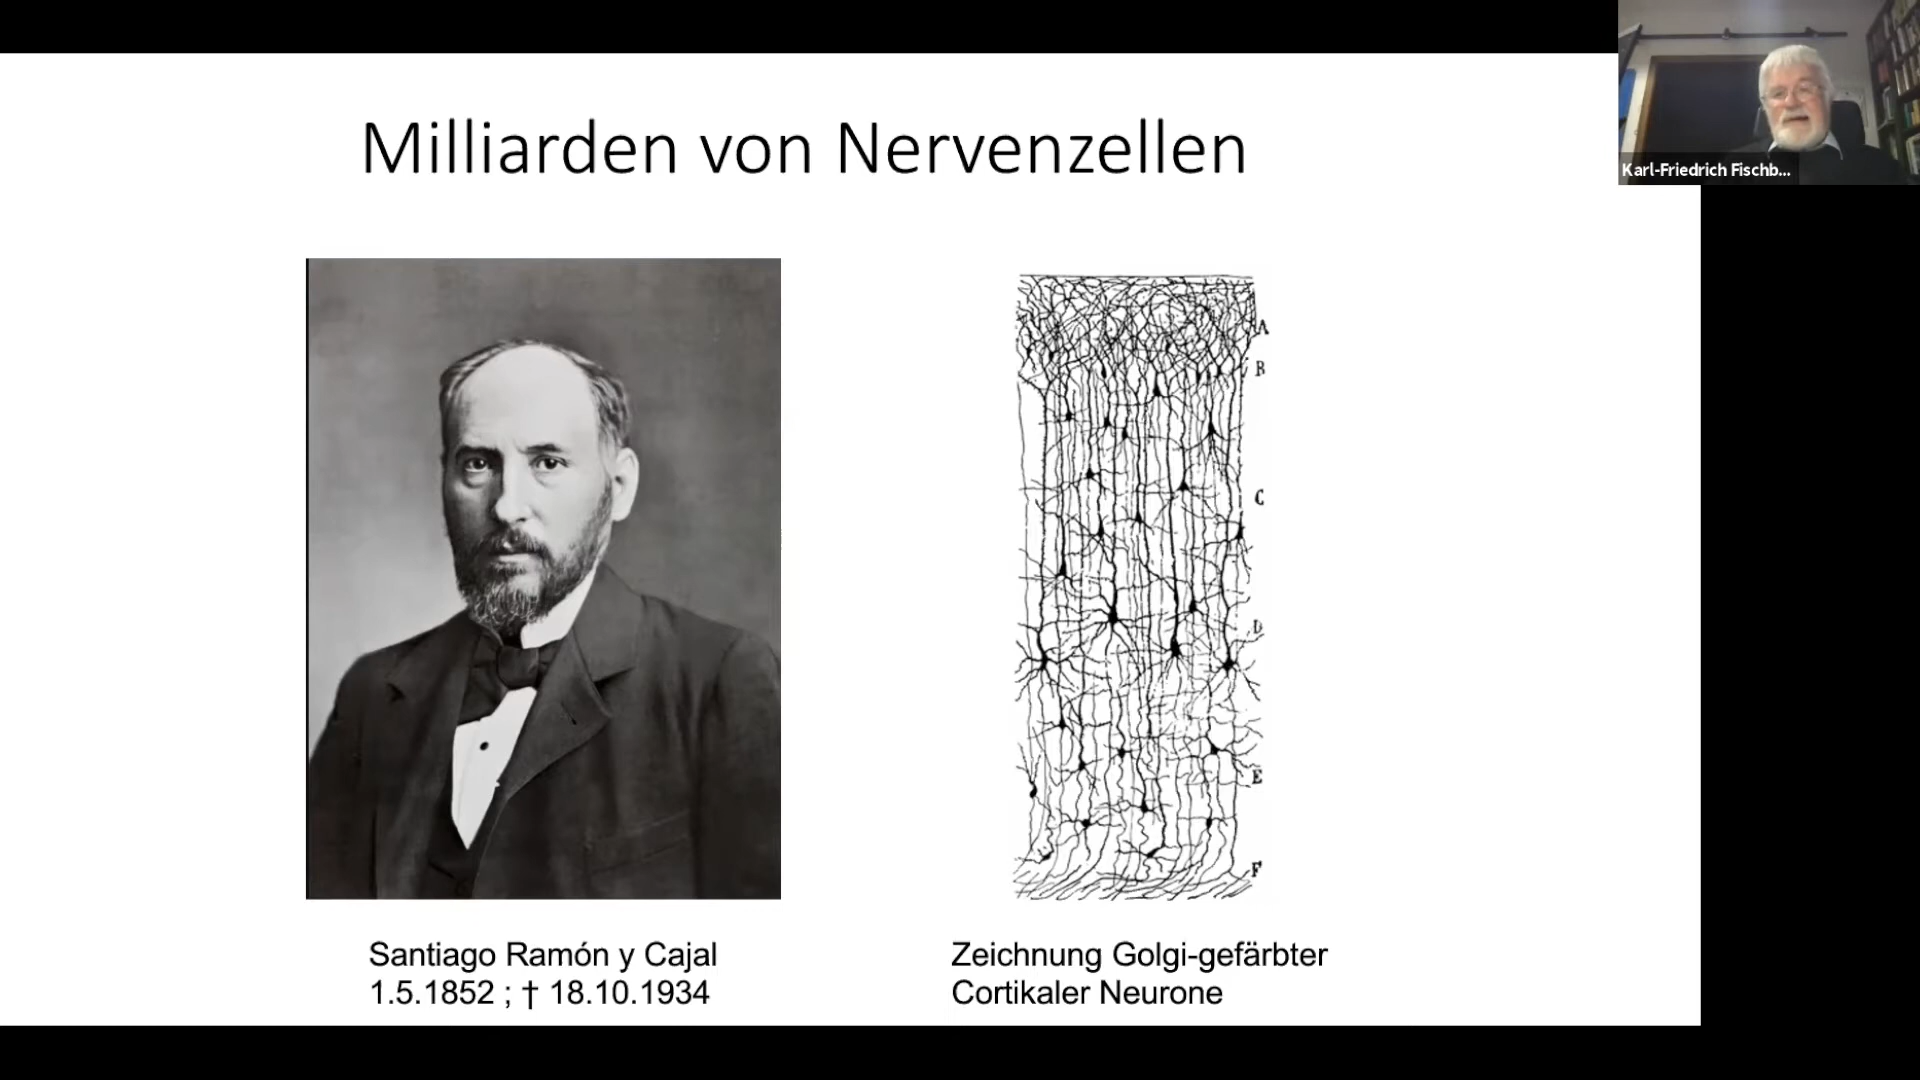 Milliarden von Nervenzellen
Karl-Friedrich Fischb...
A
B
C
D
E
F
Santiago Ramón y Cajal
1.5.1852 ; † 18.10.1934
Zeichnung Golgi-gefärbter
Cortikaler Neurone